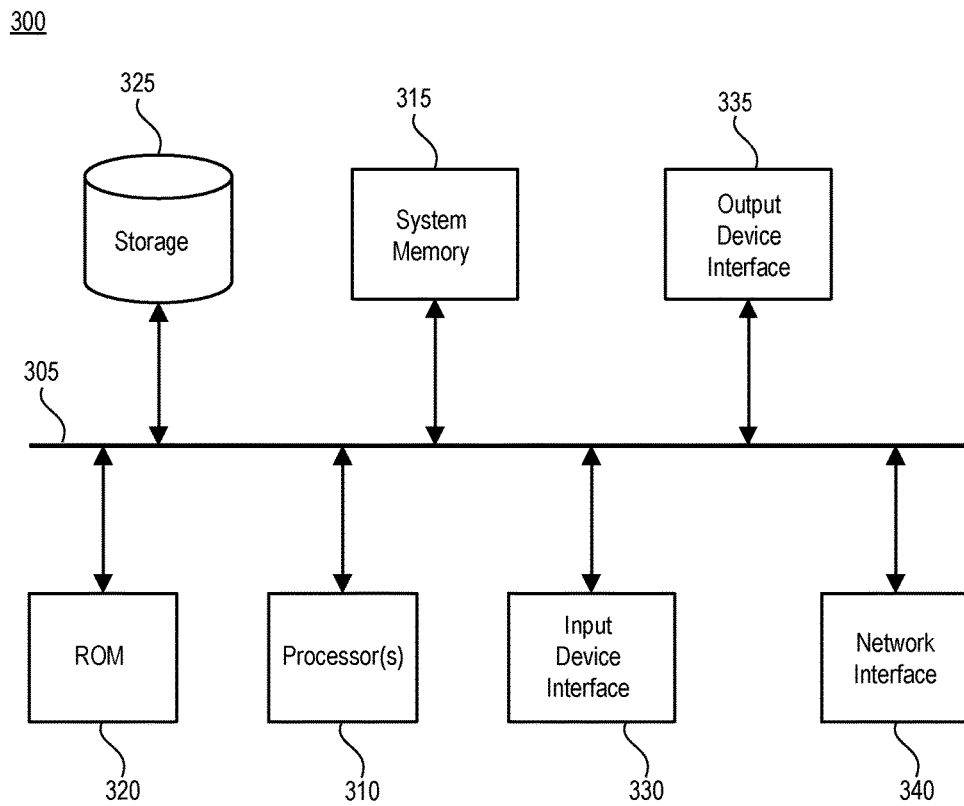 300
325
315
335
Storage
System
Memory
Output
Device
Interface
305
ROM
Processor(s)
Input
Device
Interface
Network
Interface
320
310
330
340